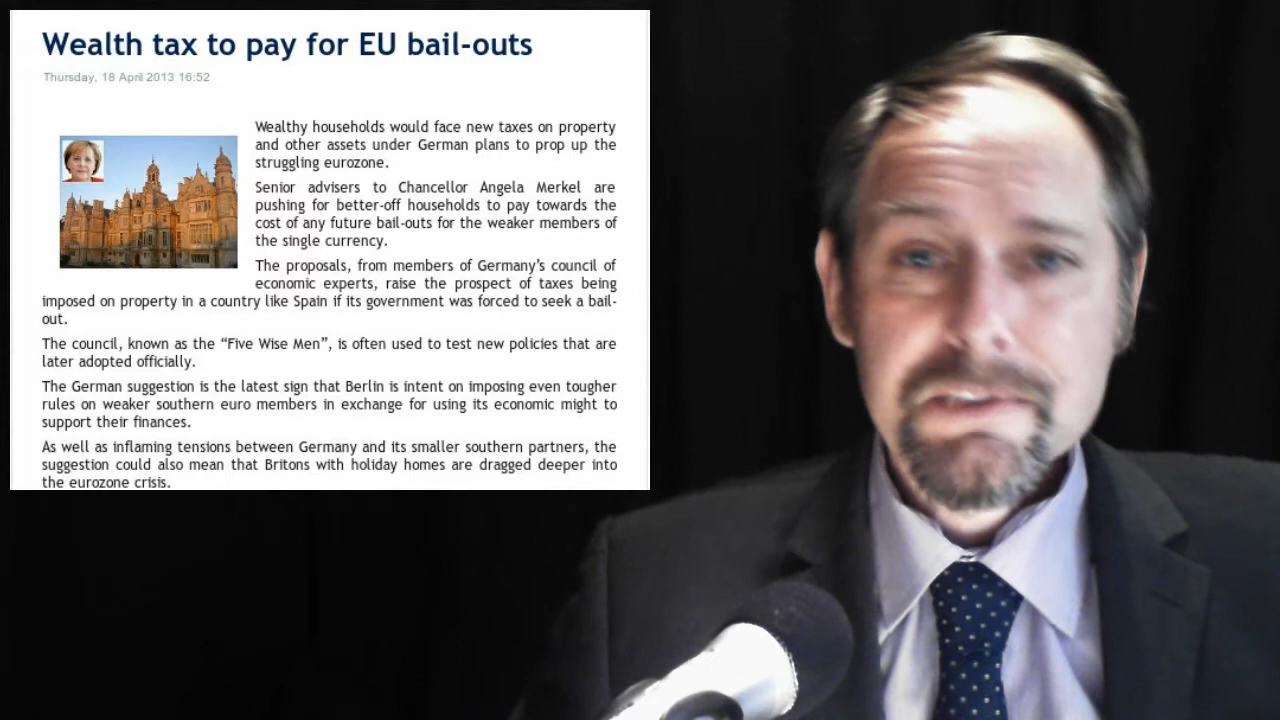 Wealth tax to pay for EU bail-outs
Thursday, 18 April 2013 16:52
Wealthy households would face new taxes on property
and other assets under German plans to prop up the
struggling eurozone.
Senior advisers to Chancellor Angela Merkel are
pushing for better-off households to pay towards the
cost of any future bail-outs for the weaker members of
the single currency.
The proposals, from members of Germany's council of
economic experts, raise the prospect of taxes being
imposed on property in a country like Spain if its government was forced to seek a bail-
out.
The council, known as the “Five Wise Men”, is often used to test new policies that are
later adopted officially.
The German suggestion is the latest sign that Berlin is intent on imposing even tougher
rules on weaker southern euro members in exchange for using its economic might to
support their finances.
As well as inflaming tensions between Germany and its smaller southern partners, the
suggestion could also mean that Britons with holiday homes are dragged deeper into
the eurozone crisis.